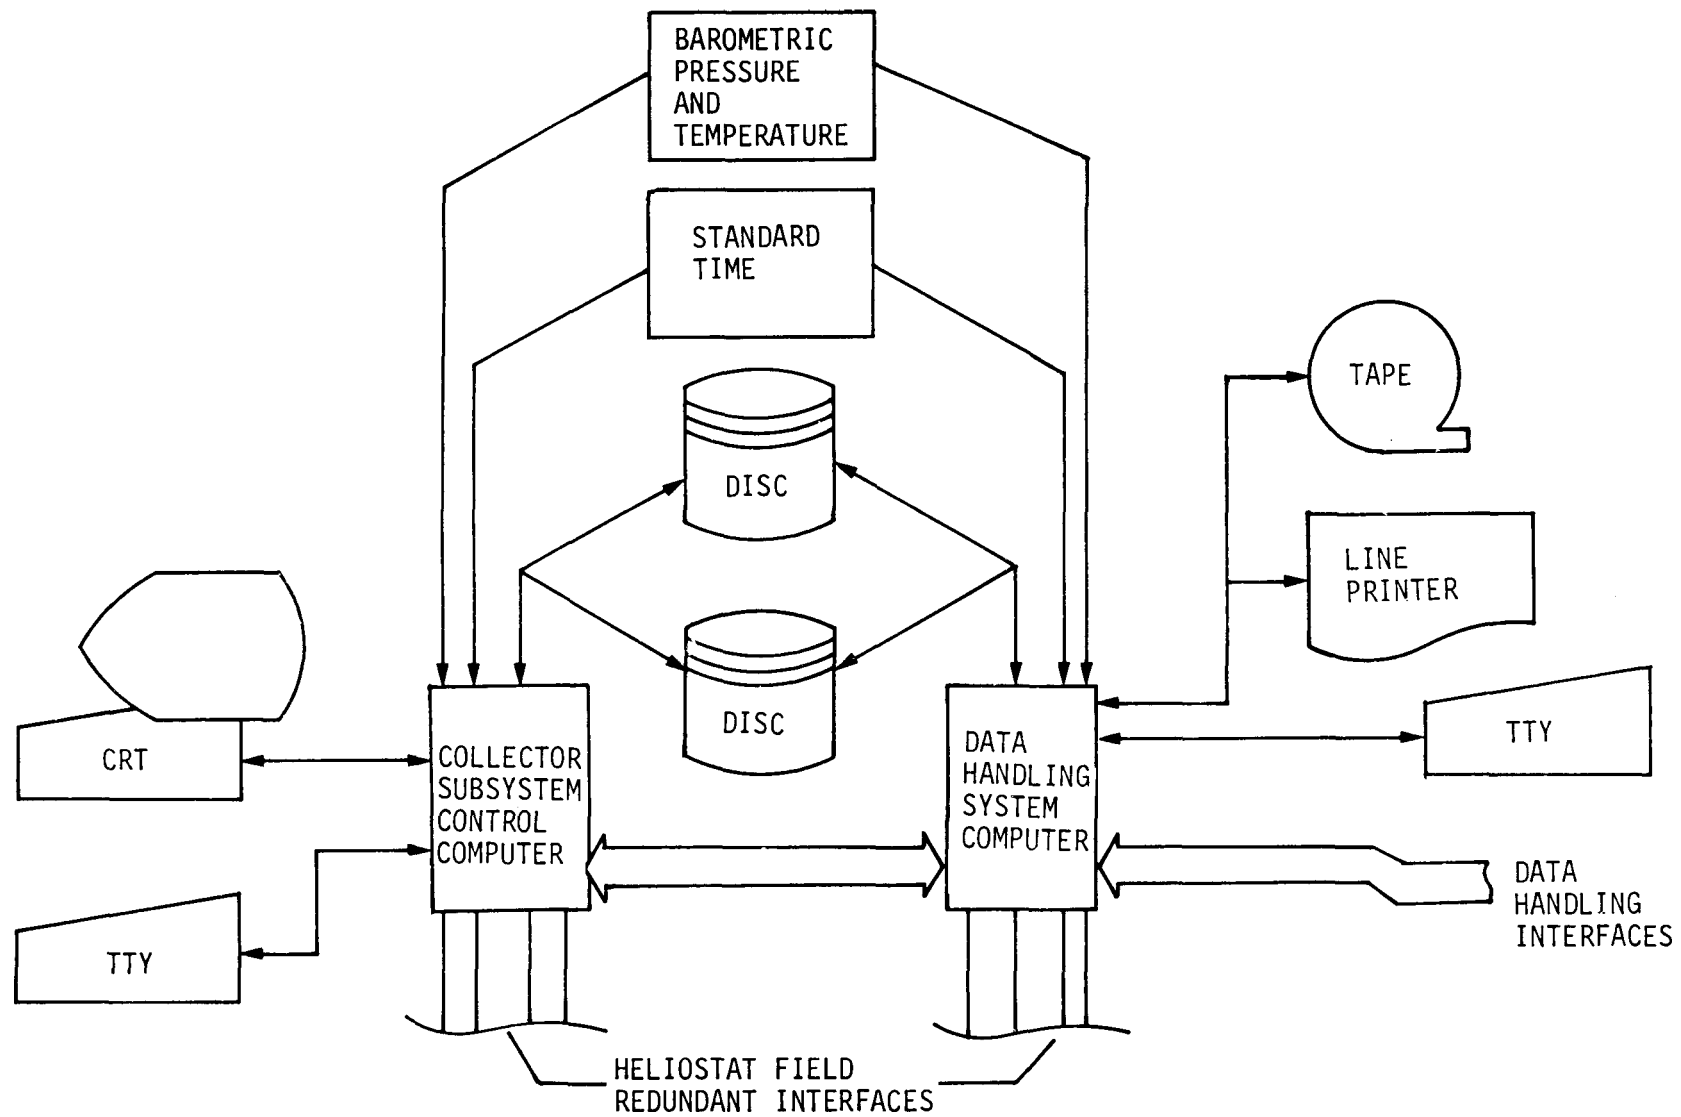 BAROMETRIC
PRESSURE
AND
TEMPERATURE
STANDARD
TIME
TAPE
DISC
LINE
PRINTER
DISC
TTY
CRT
COLLECTOR
SUBSYSTEM
CONTROL
COMPUTER
DATA
HANDLING
SYSTEM
COMPUTER
DATA
HANDLING
INTERFACES
TTY
HELIOSTAT FIELD
REDUNDANT INTERFACES